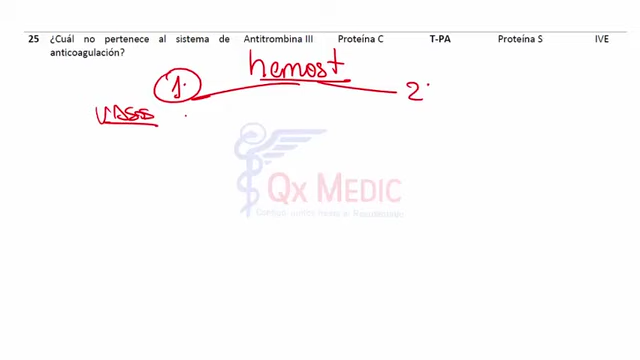 25 ¿Cuál no pertenece al sistema de anticoagulación? Antitrombina III Proteína C T-PA Proteína S IVE
hemost
1. 2.
vasos
Qx MEDIC